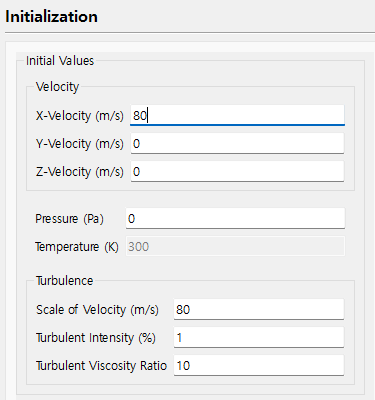 Initialization
Initial Values
Velocity
X-Velocity (m/s) 80
Y-Velocity (m/s) 0
Z-Velocity (m/s) 0
Pressure (Pa) 0
Temperature (K) 300
Turbulence
Scale of Velocity (m/s) 80
Turbulent Intensity (%) 1
Turbulent Viscosity Ratio 10